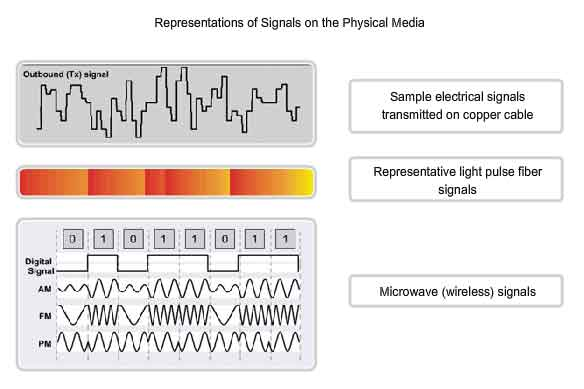 Representations of Signals on the Physical Media
Outbound (Tx) signal
Sample electrical signals
transmitted on copper cable
Representative light pulse fiber
signals
0 1 0 1 1 0 1 1
Digital
Signal
AM
FM
PM
Microwave (wireless) signals